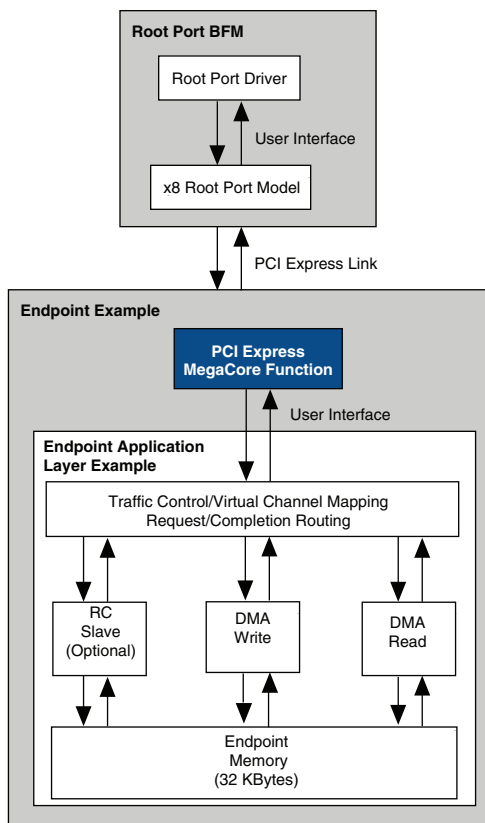 Root Port BFM
Root Port Driver
User Interface
x8 Root Port Model
PCI Express Link
Endpoint Example
PCI Express
MegaCore Function
User Interface
Endpoint Application
Layer Example
Traffic Control/Virtual Channel Mapping
Request/Completion Routing
RC
Slave
(Optional)
DMA
Write
DMA
Read
Endpoint
Memory
(32 KBytes)